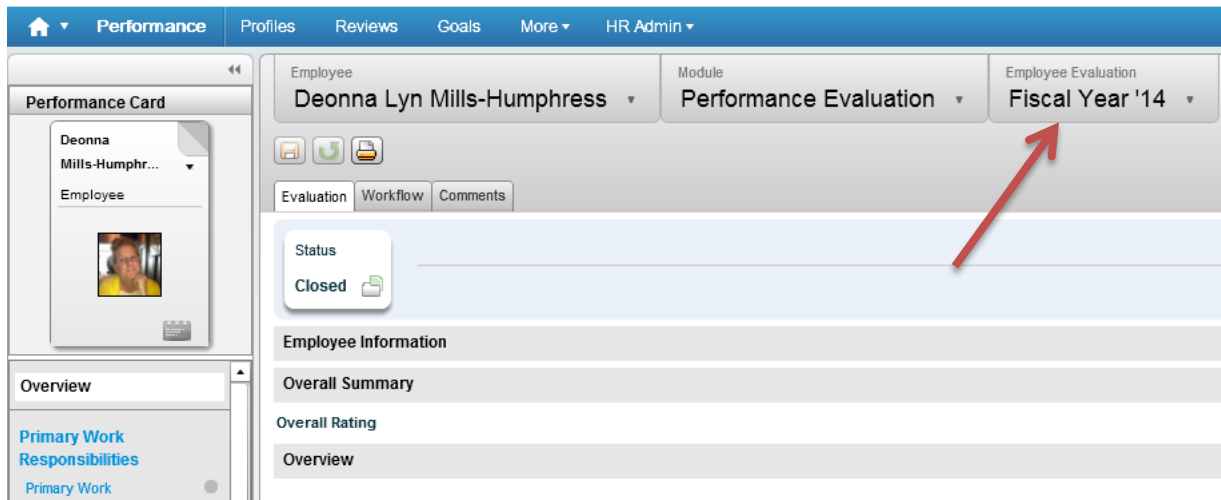 Performance Profiles Reviews Goals More HR Admin
Performance Card
Deonna
Mills-Humphr...
Employee
Overview
Primary Work
Responsibilities
Primary Work
Employee Module Employee Evaluation
Deonna Lyn Mills-Humphress Performance Evaluation Fiscal Year '14
Evaluation Workflow Comments
Status
Closed
Employee Information
Overall Summary
Overall Rating
Overview